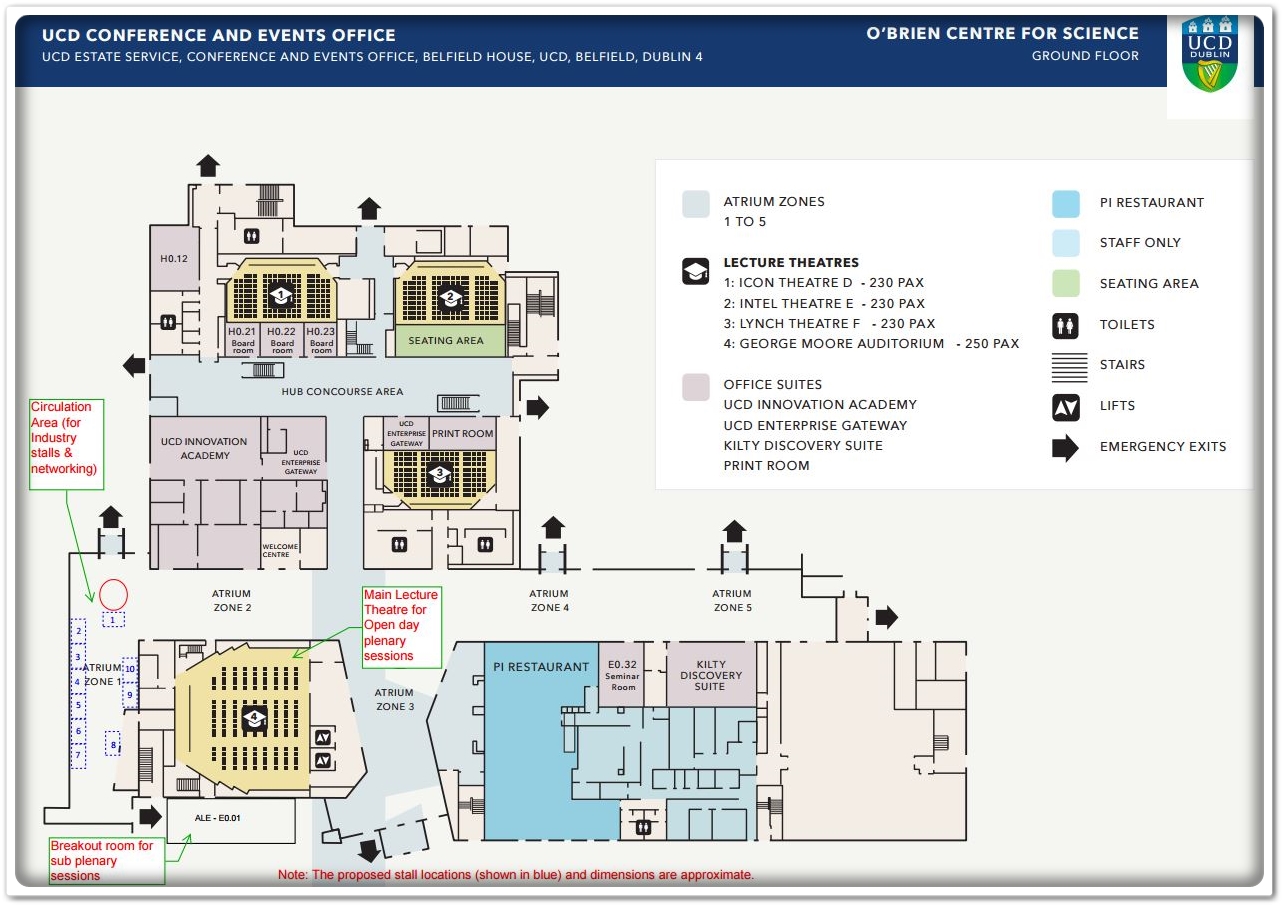 UCD CONFERENCE AND EVENTS OFFICE
UCD ESTATE SERVICE, CONFERENCE AND EVENTS OFFICE, BELFIELD HOUSE, UCD, BELFIELD, DUBLIN 4
O'BRIEN CENTRE FOR SCIENCE
GROUND FLOOR
UCD
DUBLIN
ATRIUM ZONES
1 TO 5
LECTURE THEATRES
1: ICON THEATRE D - 230 PAX
2: INTEL THEATRE E - 230 PAX
3: LYNCH THEATRE F - 230 PAX
4: GEORGE MOORE AUDITORIUM - 250 PAX
OFFICE SUITES
UCD INNOVATION ACADEMY
UCD ENTERPRISE GATEWAY
KILTY DISCOVERY SUITE
PRINT ROOM
PI RESTAURANT
STAFF ONLY
SEATING AREA
TOILETS
STAIRS
LIFTS
EMERGENCY EXITS
H0.12
1
2
H0.21
Board
room
H0.22
Board
room
H0.23
Board
room
SEATING AREA
HUB CONCOURSE AREA
Circulation
Area (for
Industry
stalls &
networking)
UCD INNOVATION
ACADEMY
UCD
ENTERPRISE
GATEWAY
UCD
ENTERPRISE
GATEWAY
PRINT ROOM
3
WELCOME
CENTRE
ATRIUM
ZONE 2
Main Lecture
Theatre for
Open day
plenary
sessions
ATRIUM
ZONE 4
ATRIUM
ZONE 5
1
2
3
4
5
6
7
8
9
10
ATRIUM
ZONE 1
4
ATRIUM
ZONE 3
PI RESTAURANT
E0.32
Seminar
Room
KILTY
DISCOVERY
SUITE
ALE - E0.01
Breakout room for
sub plenary
sessions
Note: The proposed stall locations (shown in blue) and dimensions are approximate.